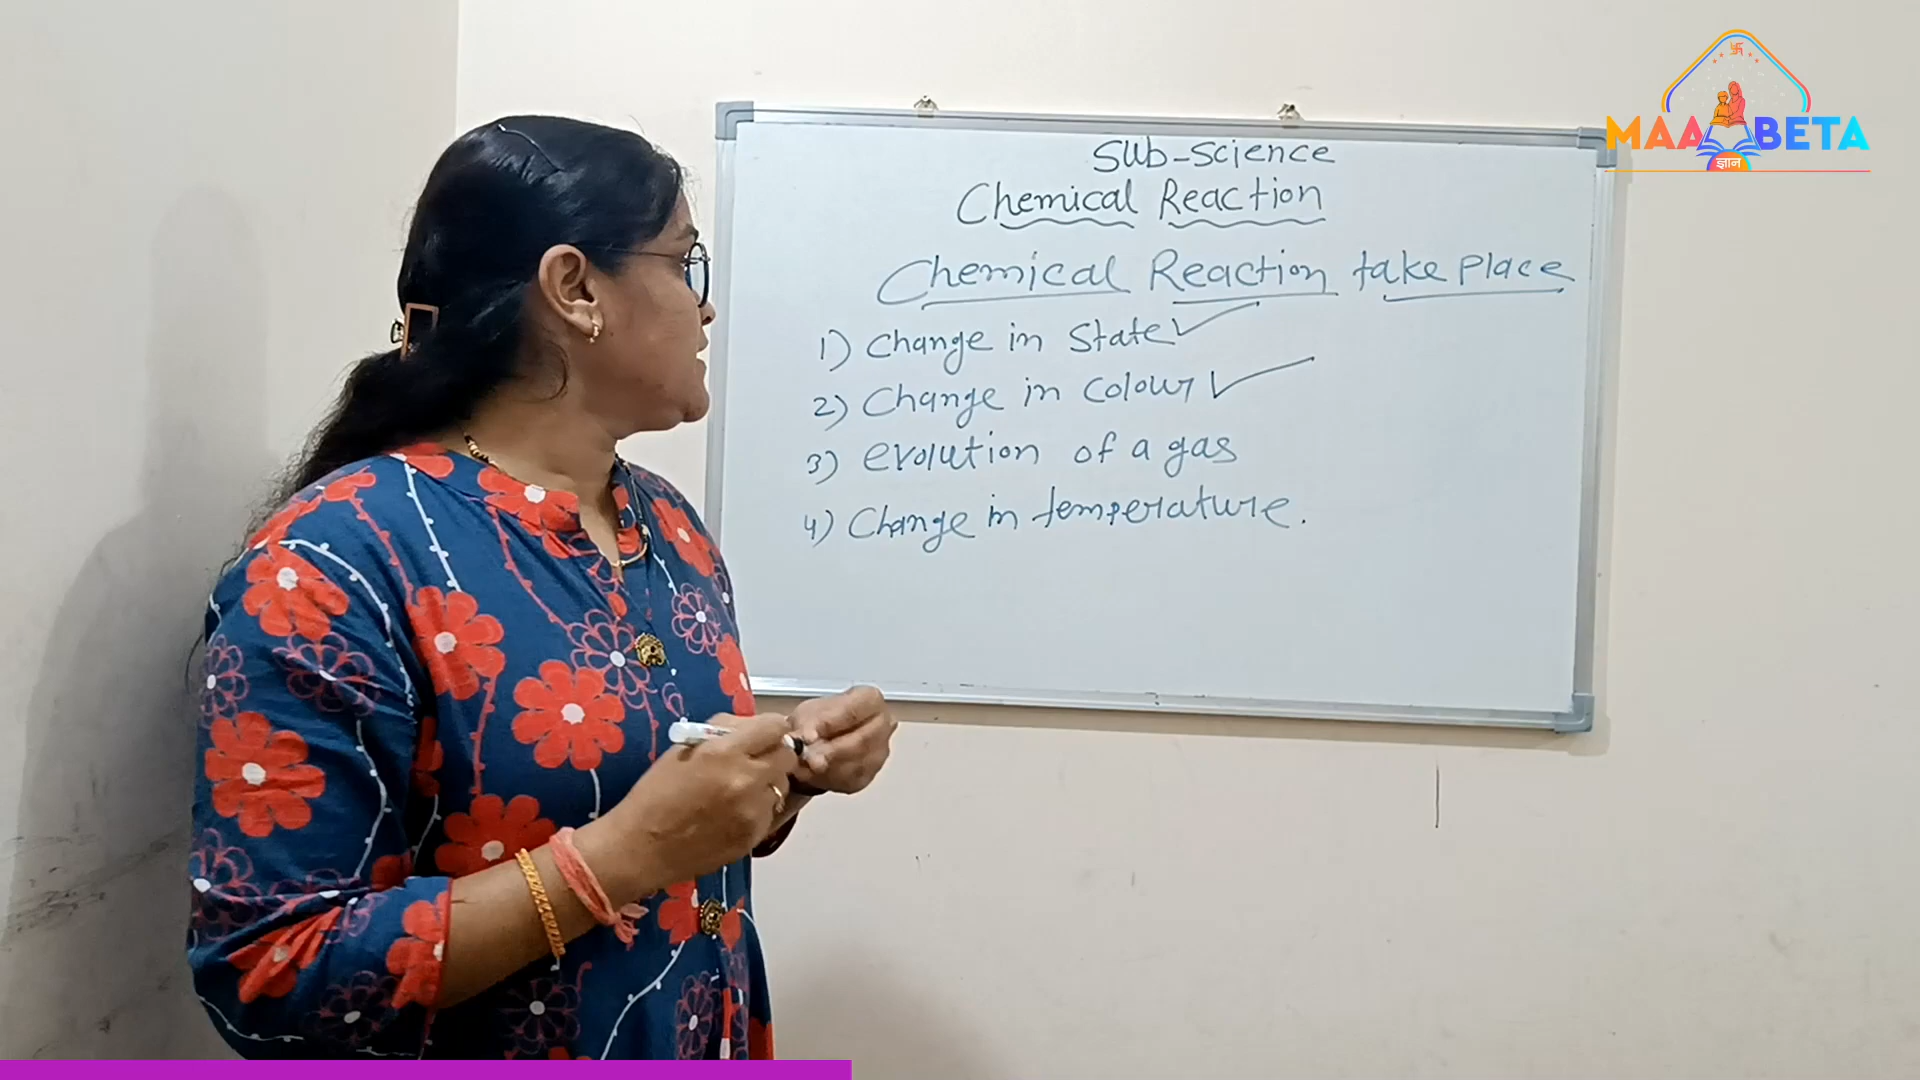 Sub-Science
Chemical Reaction
Chemical Reaction take place
1) Change in State
2) Change in Colour
3) evolution of a gas
4) Change in temperature.
MAA BETA
ज्ञान